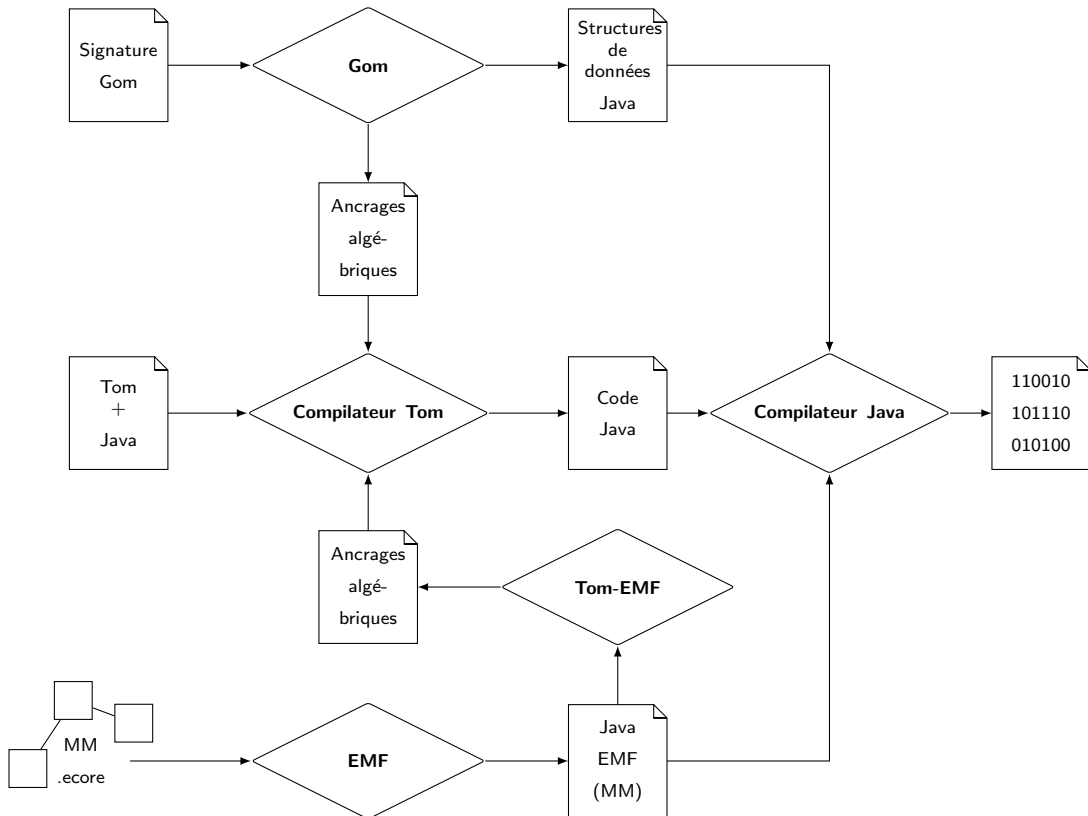 Signature
Gom
Gom
Structures
de
données
Java
Ancrages
algé-
briques
Tom
+
Java
Compilateur Tom
Code
Java
Compilateur Java
110010
101110
010100
Ancrages
algé-
briques
Tom-EMF
MM
.ecore
EMF
Java
EMF
(MM)